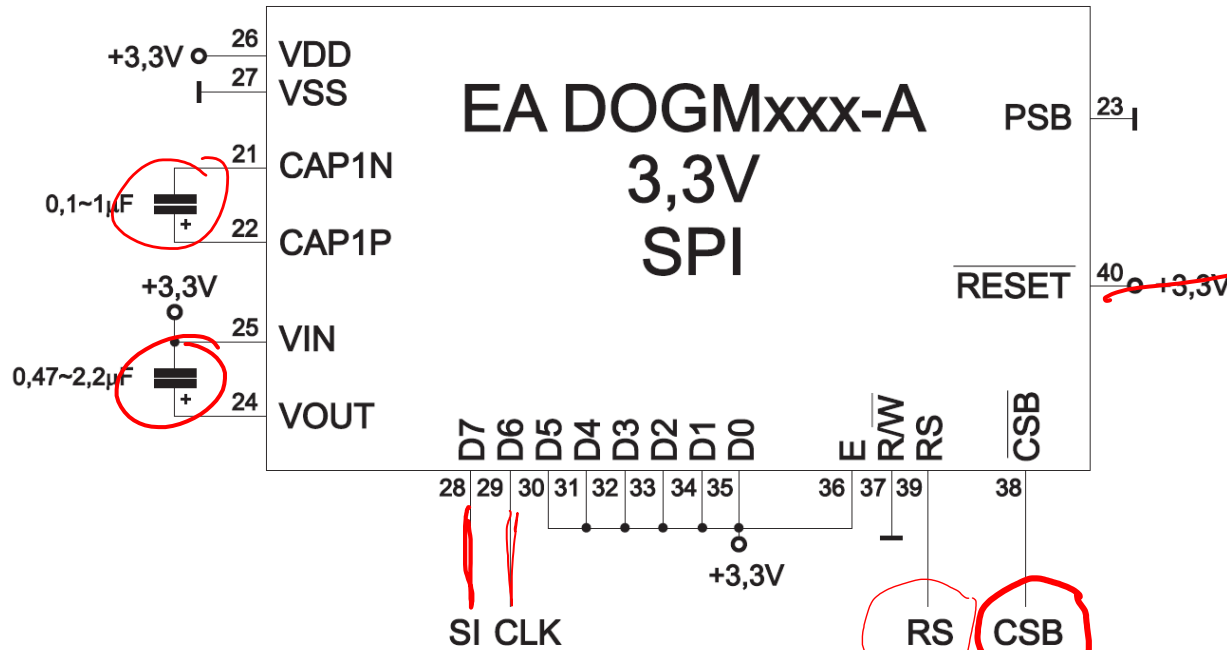 +3,3V
26
VDD
27
VSS
EA DOGMxxx-A
3,3V
SPI
PSB
23
21
CAP1N
0,1~1µF
+
22
CAP1P
+3,3V
RESET
40
+3,3V
25
VIN
0,47~2,2µF
+
24
VOUT
D7 D6 D5 D4 D3 D2 D1 D0 E R/W RS CSB
28 29 30 31 32 33 34 35 36 37 39 38
+3,3V
SI CLK RS CSB